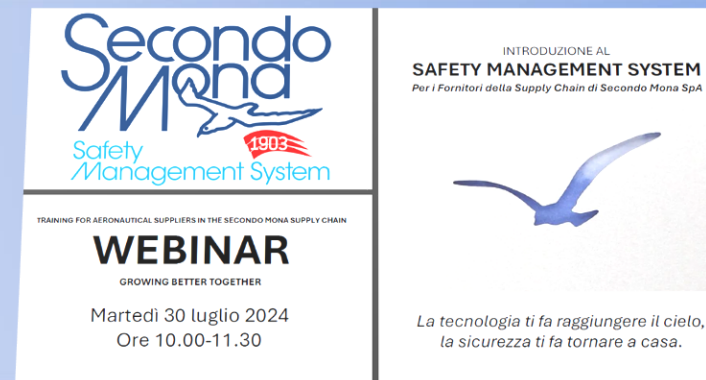 Secondo
Mona
1903
Safety
Management System
TRAINING FOR AERONAUTICAL SUPPLIERS IN THE SECONDO MONA SUPPLY CHAIN
WEBINAR
GROWING BETTER TOGETHER
Martedì 30 luglio 2024
Ore 10.00-11.30
INTRODUZIONE AL
SAFETY MANAGEMENT SYSTEM
Per i Fornitori della Supply Chain di Secondo Mona SpA
La tecnologia ti fa raggiungere il cielo,
la sicurezza ti fa tornare a casa.